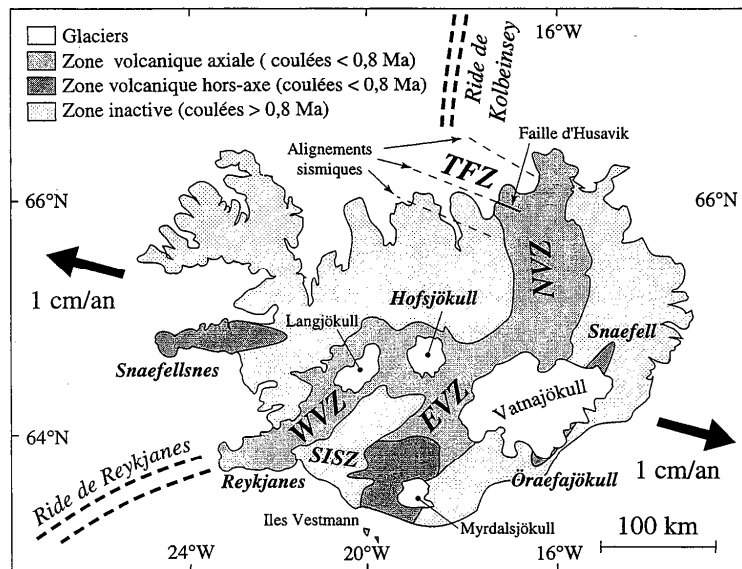 Glaciers
Zone volcanique axiale ( coulées < 0,8 Ma)
Zone volcanique hors-axe (coulées < 0,8 Ma)
Zone inactive (coulées > 0,8 Ma)
16°W
Ride de
Kolbeinsey
Faille d'Husavik
Alignements
sismiques
TFZ
66°N
66°N
1 cm/an
NVZ
Hofsjökull
Langjökull
Snaefell
Snaefellsnes
WVZ
EVZ
Vatnajökull
64°N
SISZ
Reykjanes
Ride de Reykjanes
Öraefajökull
1 cm/an
Iles Vestmann
Myrdalsjökull
100 km
24°W
20°W
16°W